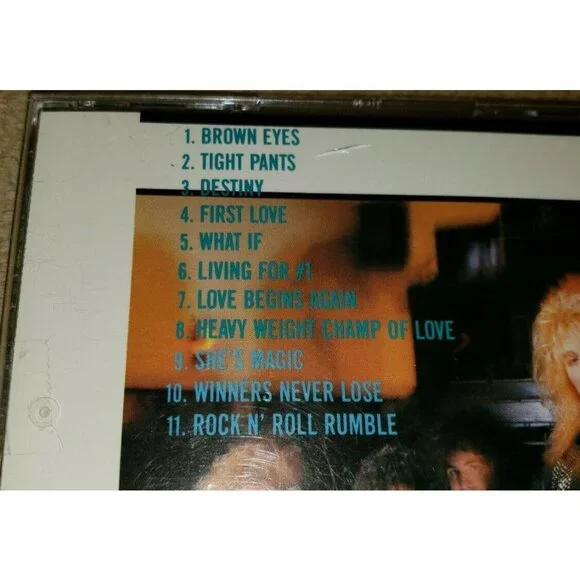 1. BROWN EYES
2. TIGHT PANTS
3. DESTINY
4. FIRST LOVE
5. WHAT IF
6. LIVING FOR #1
7. LOVE BEGINS AGAIN
8. HEAVY WEIGHT CHAMP OF LOVE
9. SHE'S MAGIC
10. WINNERS NEVER LOSE
11. ROCK N' ROLL RUMBLE